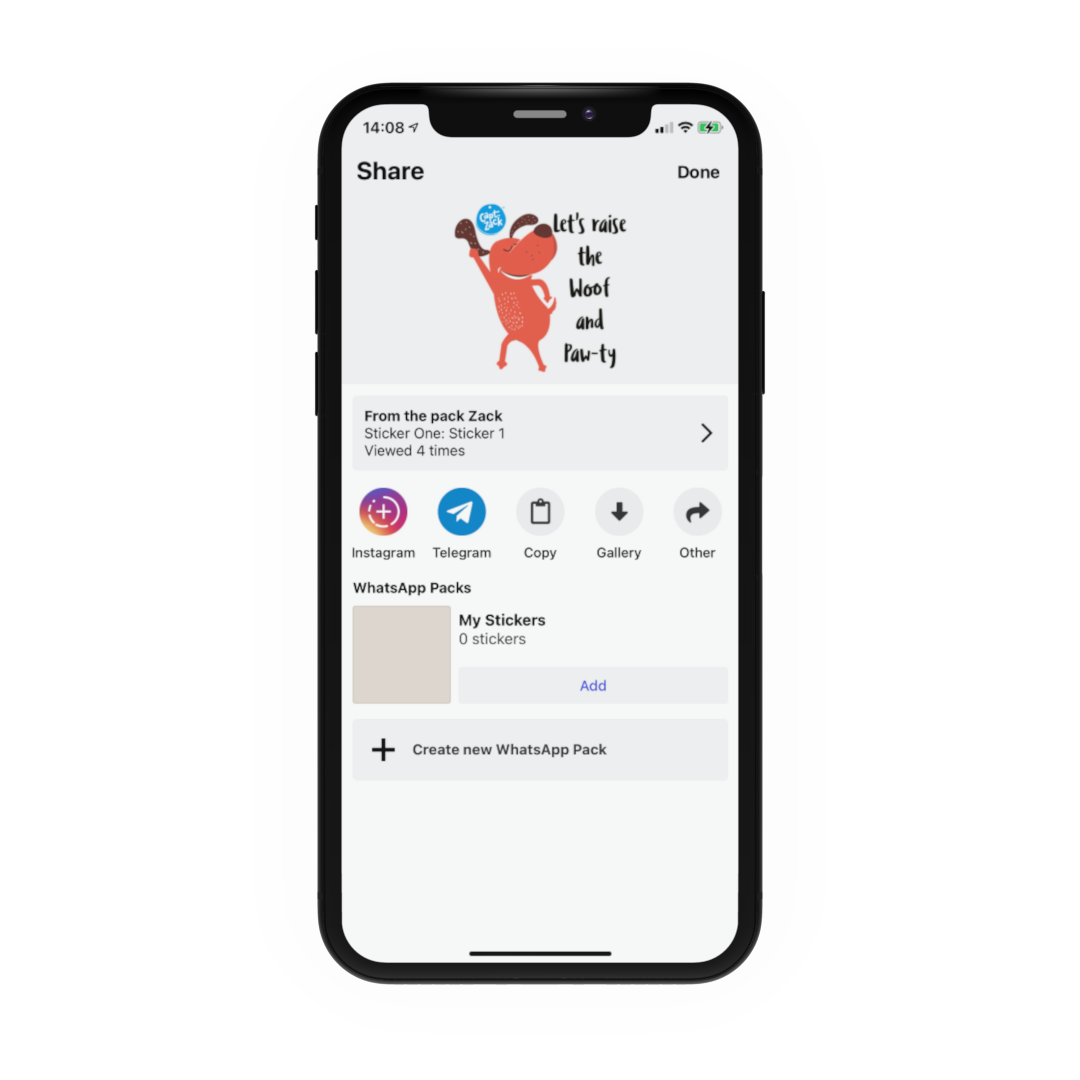 14:08
Share
Done
Capt.
Zack
Let's raise
the
Woof
and
Paw-ty
From the pack Zack
Sticker One: Sticker 1
Viewed 4 times
Instagram
Telegram
Copy
Gallery
Other
WhatsApp Packs
My Stickers
0 stickers
Add
Create new WhatsApp Pack